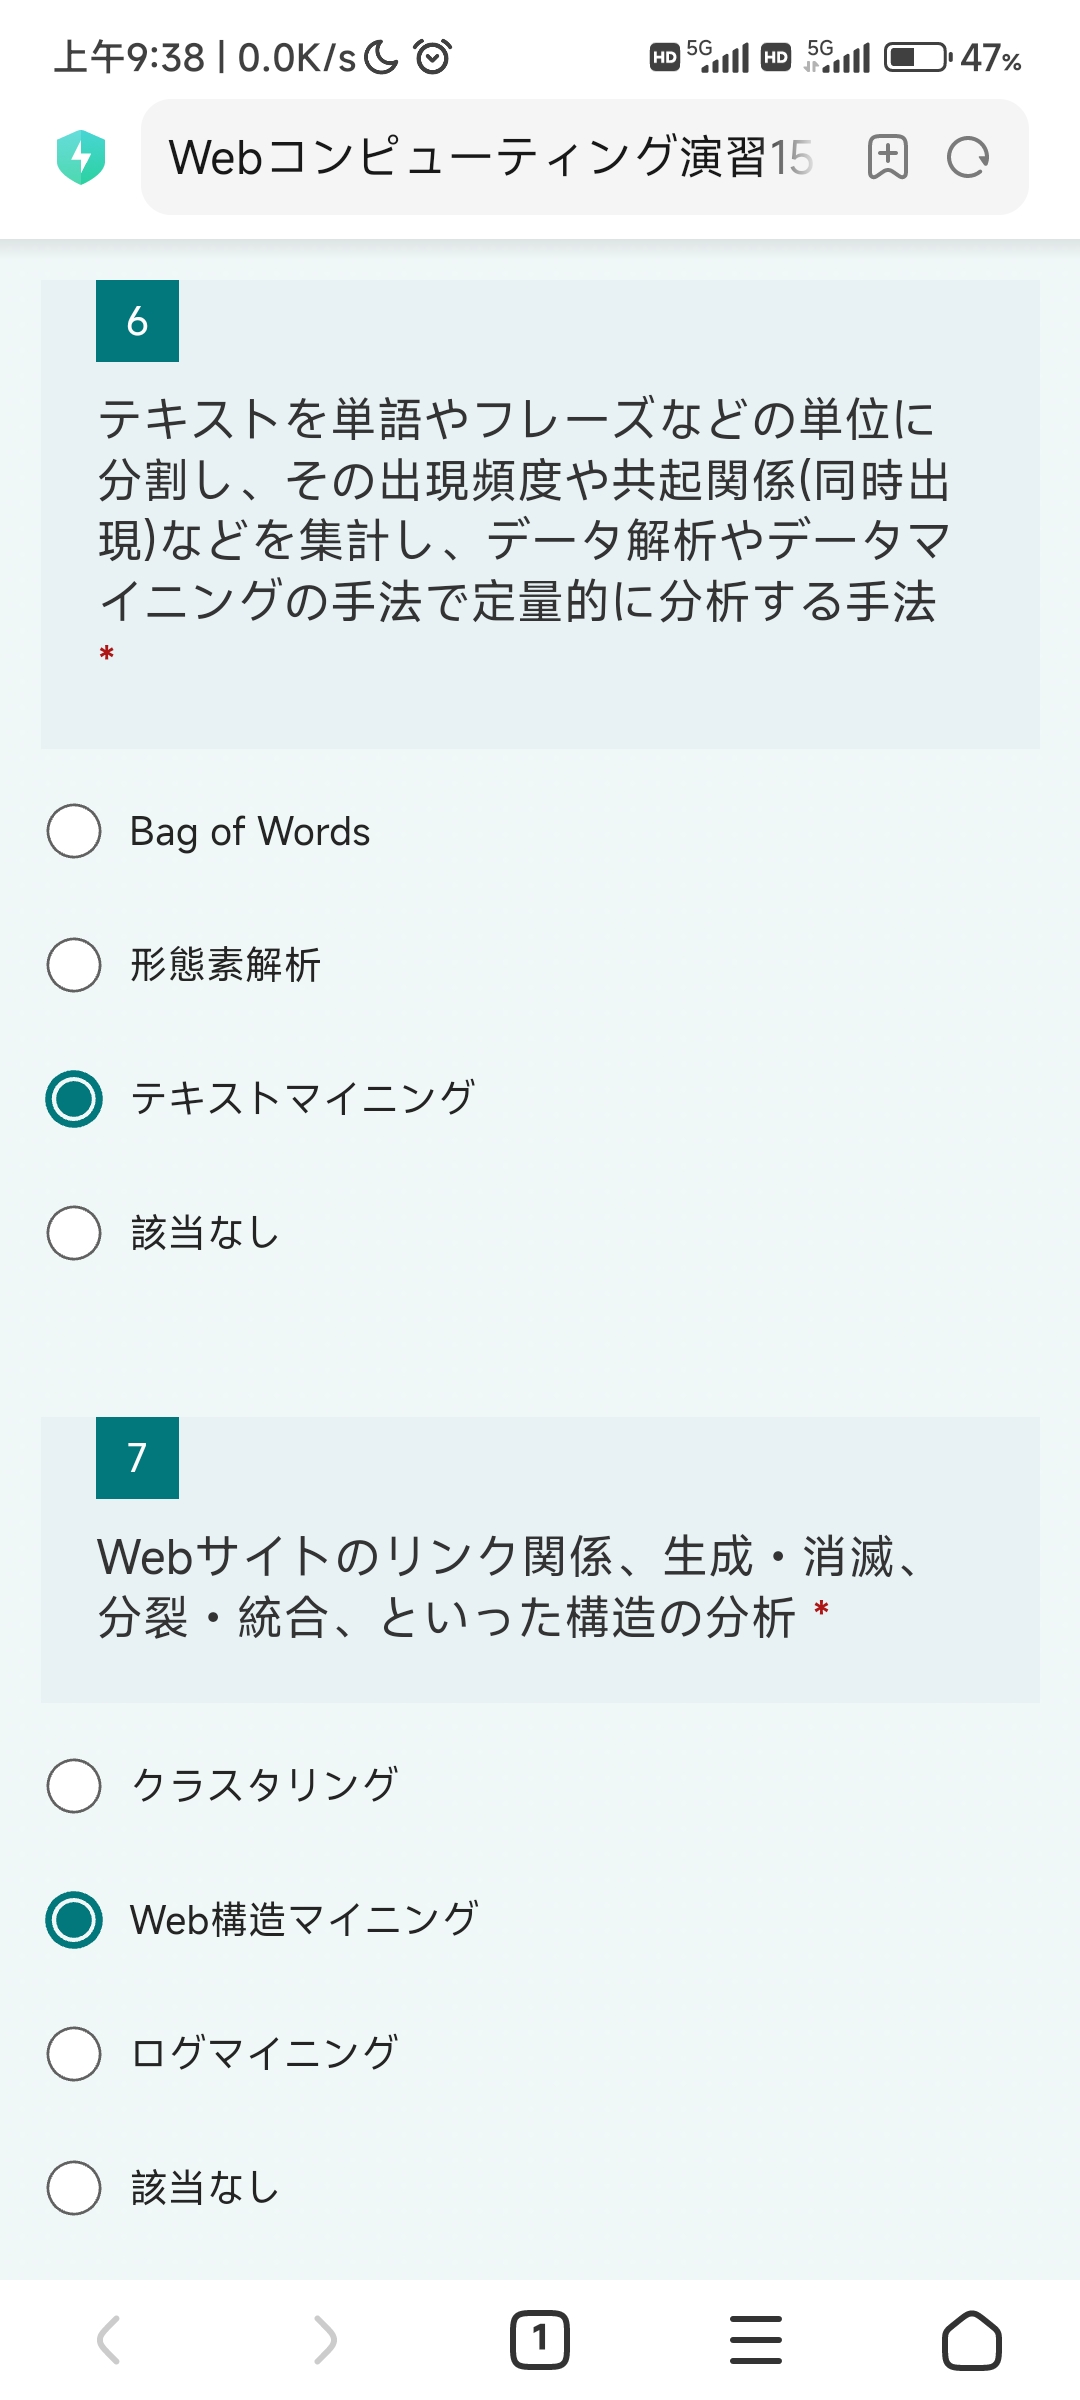 上午9:38 | 0.0K/s HD 5G HD 5G 47%
Webコンピューティング演習15
6
テキストを単語やフレーズなどの単位に
分割し、その出現頻度や共起関係(同時出
現)などを集計し、データ解析やデータマ
イニングの手法で定量的に分析する手法
*
Bag of Words
形態素解析
テキストマイニング
該当なし
7
Webサイトのリンク関係、生成・消滅、
分裂・統合、といった構造の分析 *
クラスタリング
Web構造マイニング
ログマイニング
該当なし
1